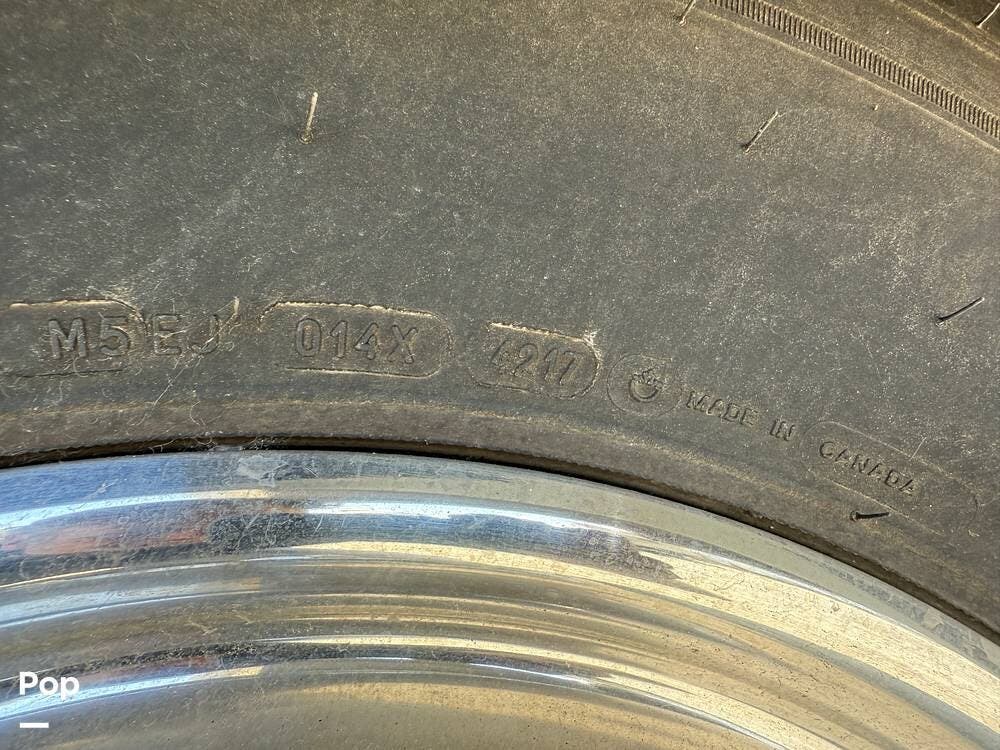 M5EJ 014X 4217 MADE IN CANADA
Pop